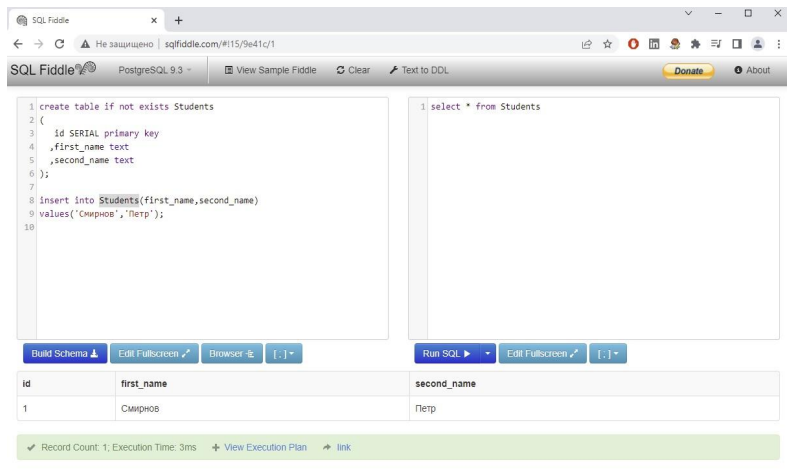 SQL Fiddle
Не защищено | sqlfiddle.com/#!15/9e41c/1
SQL Fiddle
PostgreSQL 9.3
View Sample Fiddle
Clear
Text to DDL
Donate
About
1 create table if not exists Students
2 (
3 id SERIAL primary key
4 ,first_name text
5 ,second_name text
6 );
7
8 insert into Students(first_name,second_name)
9 values('Смирнов','Петр');
10
1 select * from Students
Build Schema
Edit Fullscreen
Browser
[ ; ]
Run SQL
Edit Fullscreen
[ ; ]
id first_name second_name
1 Смирнов Петр
Record Count: 1; Execution Time: 3ms
View Execution Plan
link